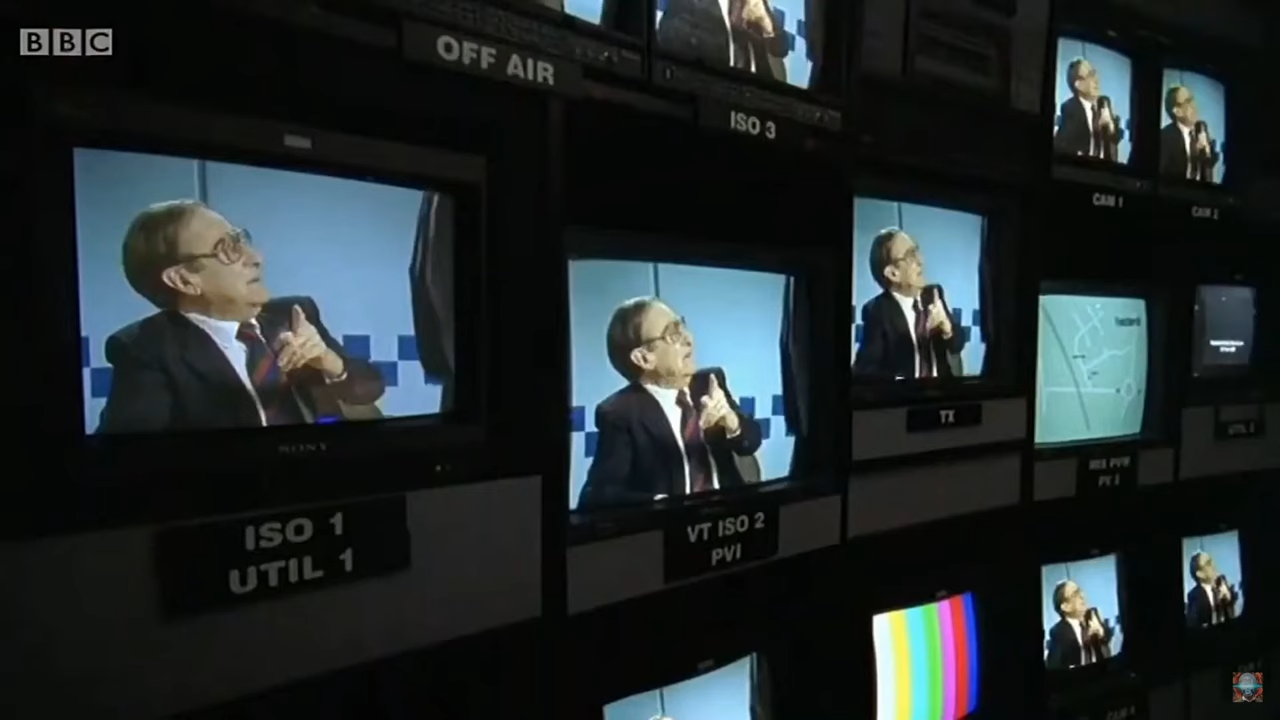 BBC
OFF AIR
ISO 3
CAM 1
CAM 2
SONY
TX
ISO 1
UTIL 1
VT ISO 2
PVI